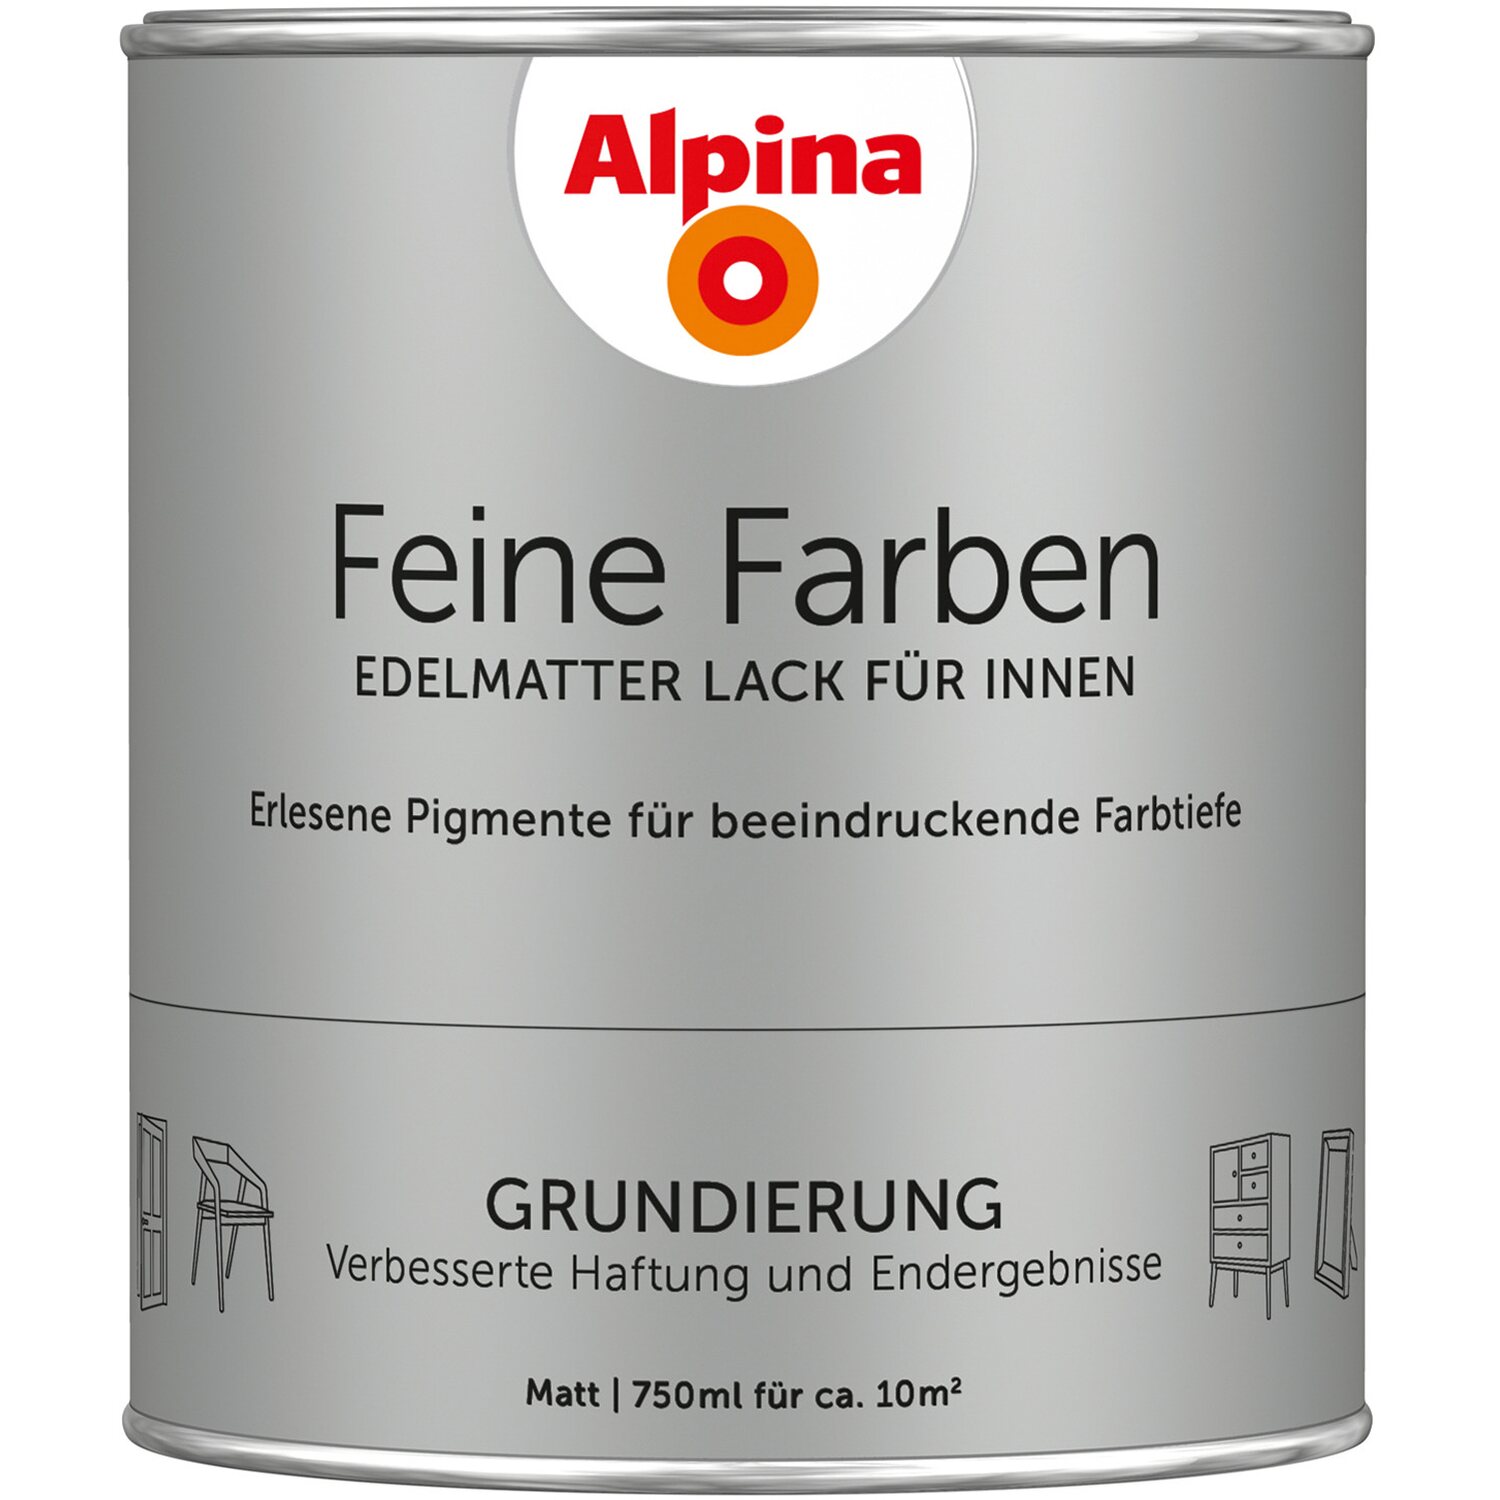 Alpina
Feine Farben
EDELMATTER LACK FÜR INNEN
Erlesene Pigmente für beeindruckende Farbtiefe
GRUNDIERUNG
Verbesserte Haftung und Endergebnisse
Matt | 750ml für ca. 10m²